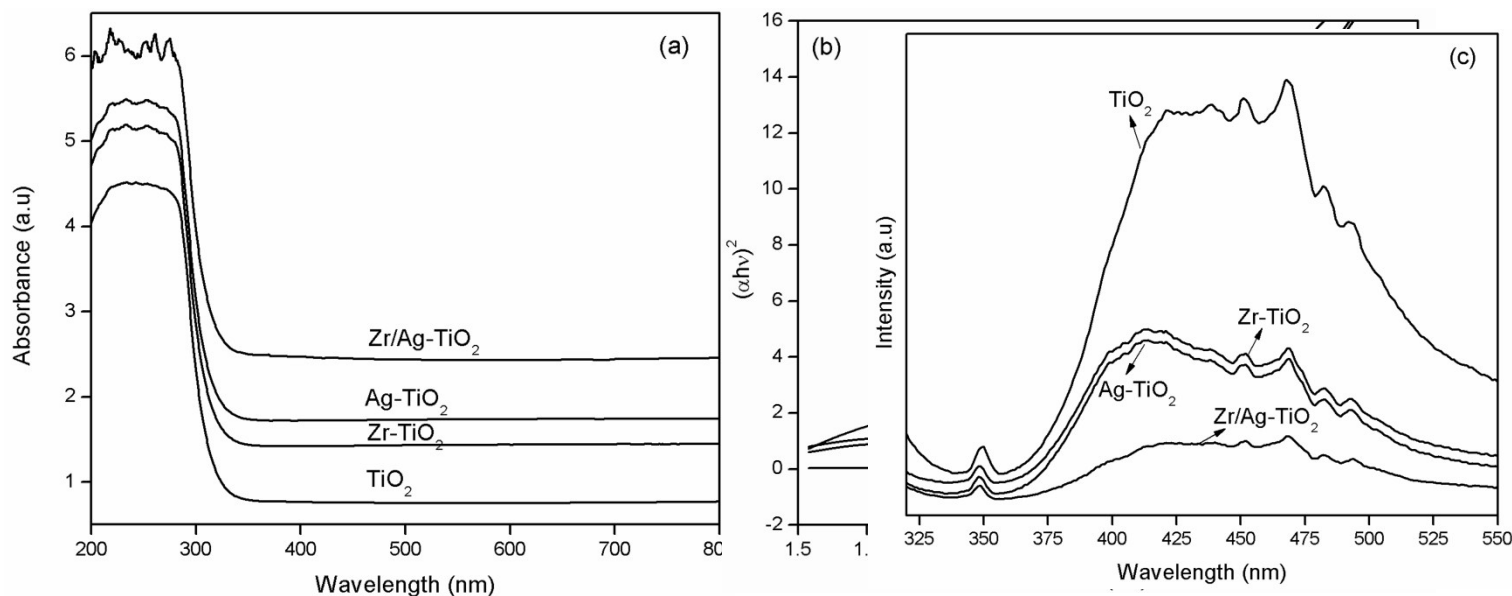 (a)
6
5
4
3
2
1
Absorbance (a.u)
Zr/Ag-TiO₂
Ag-TiO₂
Zr-TiO₂
TiO₂
200 300 400 500 600 700 80
Wavelength (nm)
(b)
16
14
12
10
8
6
4
2
0
-2
(αhν)²
1.5 1.
(c)
Intensity (a.u)
TiO₂
Zr-TiO₂
Ag-TiO₂
Zr/Ag-TiO₂
325 350 375 400 425 450 475 500 525 550
Wavelength (nm)